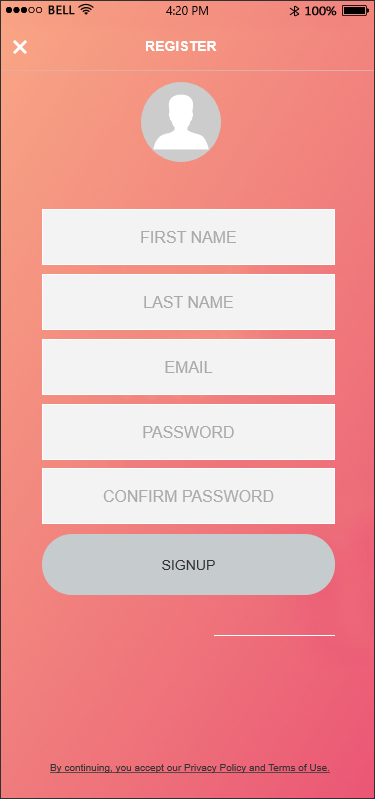 BELL 4:20 PM 100%
REGISTER
FIRST NAME
LAST NAME
EMAIL
PASSWORD
CONFIRM PASSWORD
SIGNUP
By continuing, you accept our Privacy Policy and Terms of Use.